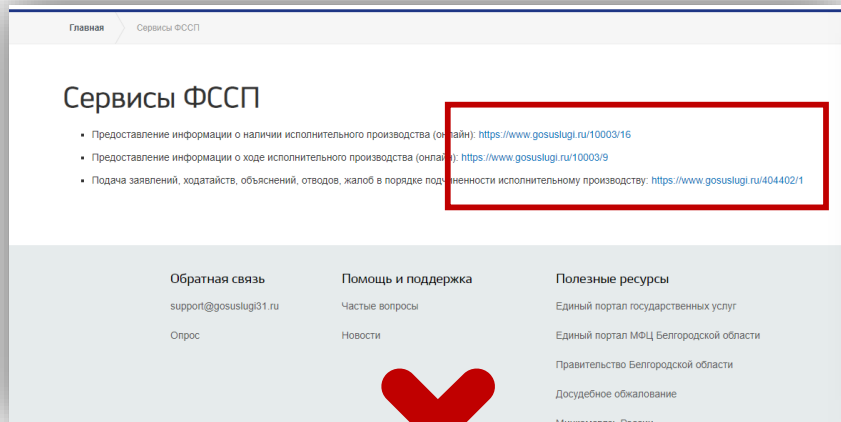 Главная Сервисы ФССП
Сервисы ФССП
Предоставление информации о наличии исполнительного производства (онлайн): https://www.gosuslugi.ru/10003/16
Предоставление информации о ходе исполнительного производства (онлайн): https://www.gosuslugi.ru/10003/9
Подача заявлений, ходатайств, объяснений, отводов, жалоб в порядке подчиненности исполнительному производству: https://www.gosuslugi.ru/404402/1
Обратная связь Помощь и поддержка Полезные ресурсы
support@gosuslugi31.ru Частые вопросы Единый портал государственных услуг
Опрос Новости Единый портал МФЦ Белгородской области
Правительство Белгородской области
Досудебное обжалование